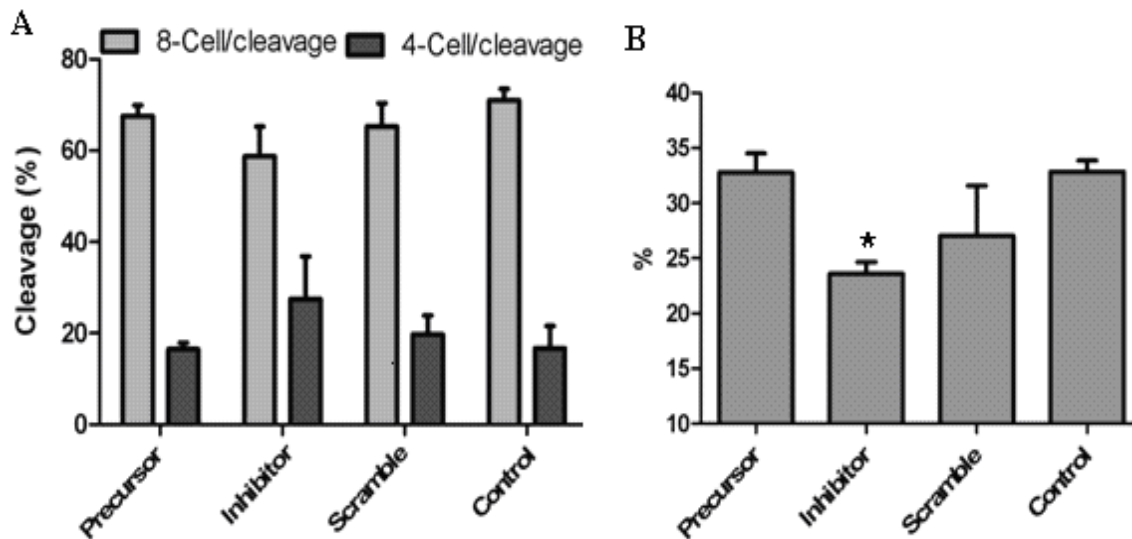 A
8-Cell/cleavage 4-Cell/cleavage
Cleavage (%)
80
60
40
20
0
Precursor
Inhibitor
Scramble
Control
B
%
40
35
30
25
20
15
10
*
Precursor
Inhibitor
Scramble
Control